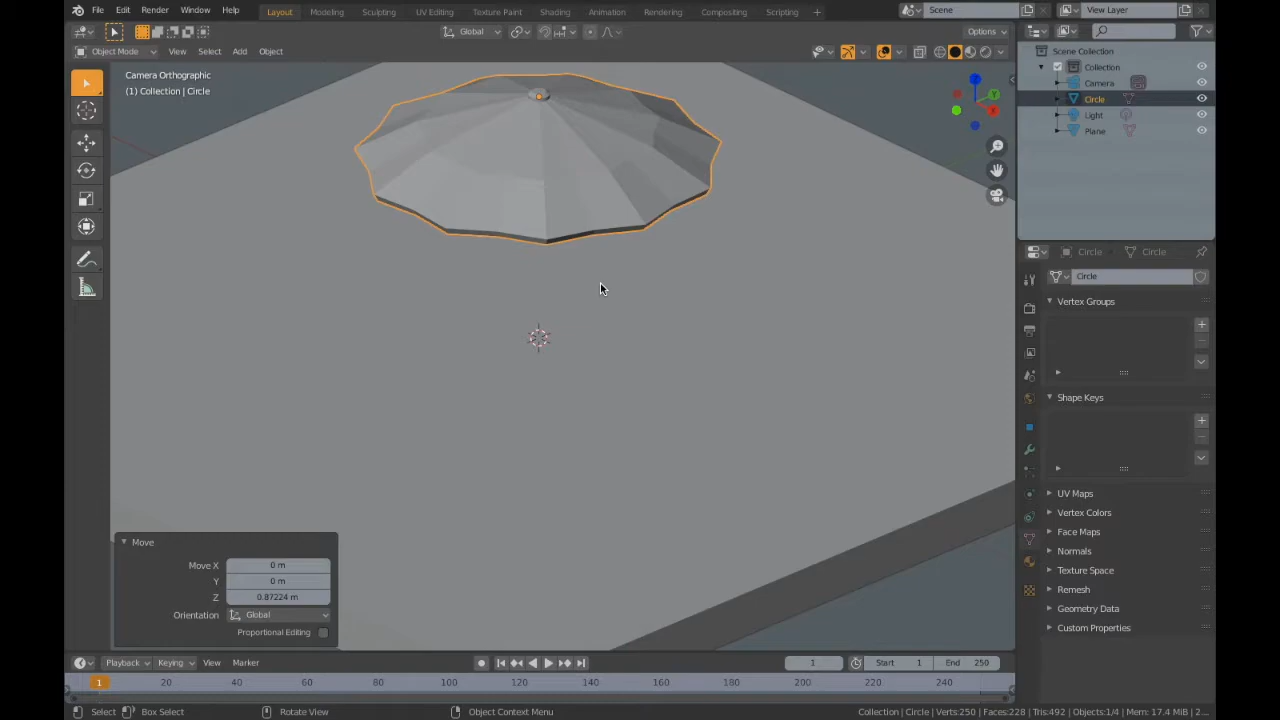 File Edit Render Window Help Layout Modeling Sculpting UV Editing Texture Paint Shading Animation Rendering Compositing Scripting + Scene View Layer
Global Options
Object Mode View Select Add Object
Camera Orthographic
(1) Collection | Circle
Scene Collection
Collection
Camera
Circle
Light
Plane
Circle Circle
Circle
Vertex Groups
Shape Keys
UV Maps
Vertex Colors
Face Maps
Normals
Texture Space
Remesh
Geometry Data
Custom Properties
Move
Move X 0 m
Y 0 m
Z 0.87224 m
Orientation Global
Proportional Editing
Playback Keying View Marker 1 Start 1 End 250
1 20 40 60 80 100 120 140 160 180 200 220 240
Select Box Select Rotate View Object Context Menu Collection | Circle | Verts:250 | Faces:228 | Tris:492 | Objects:1/4 | Mem: 17.4 MiB | 2...